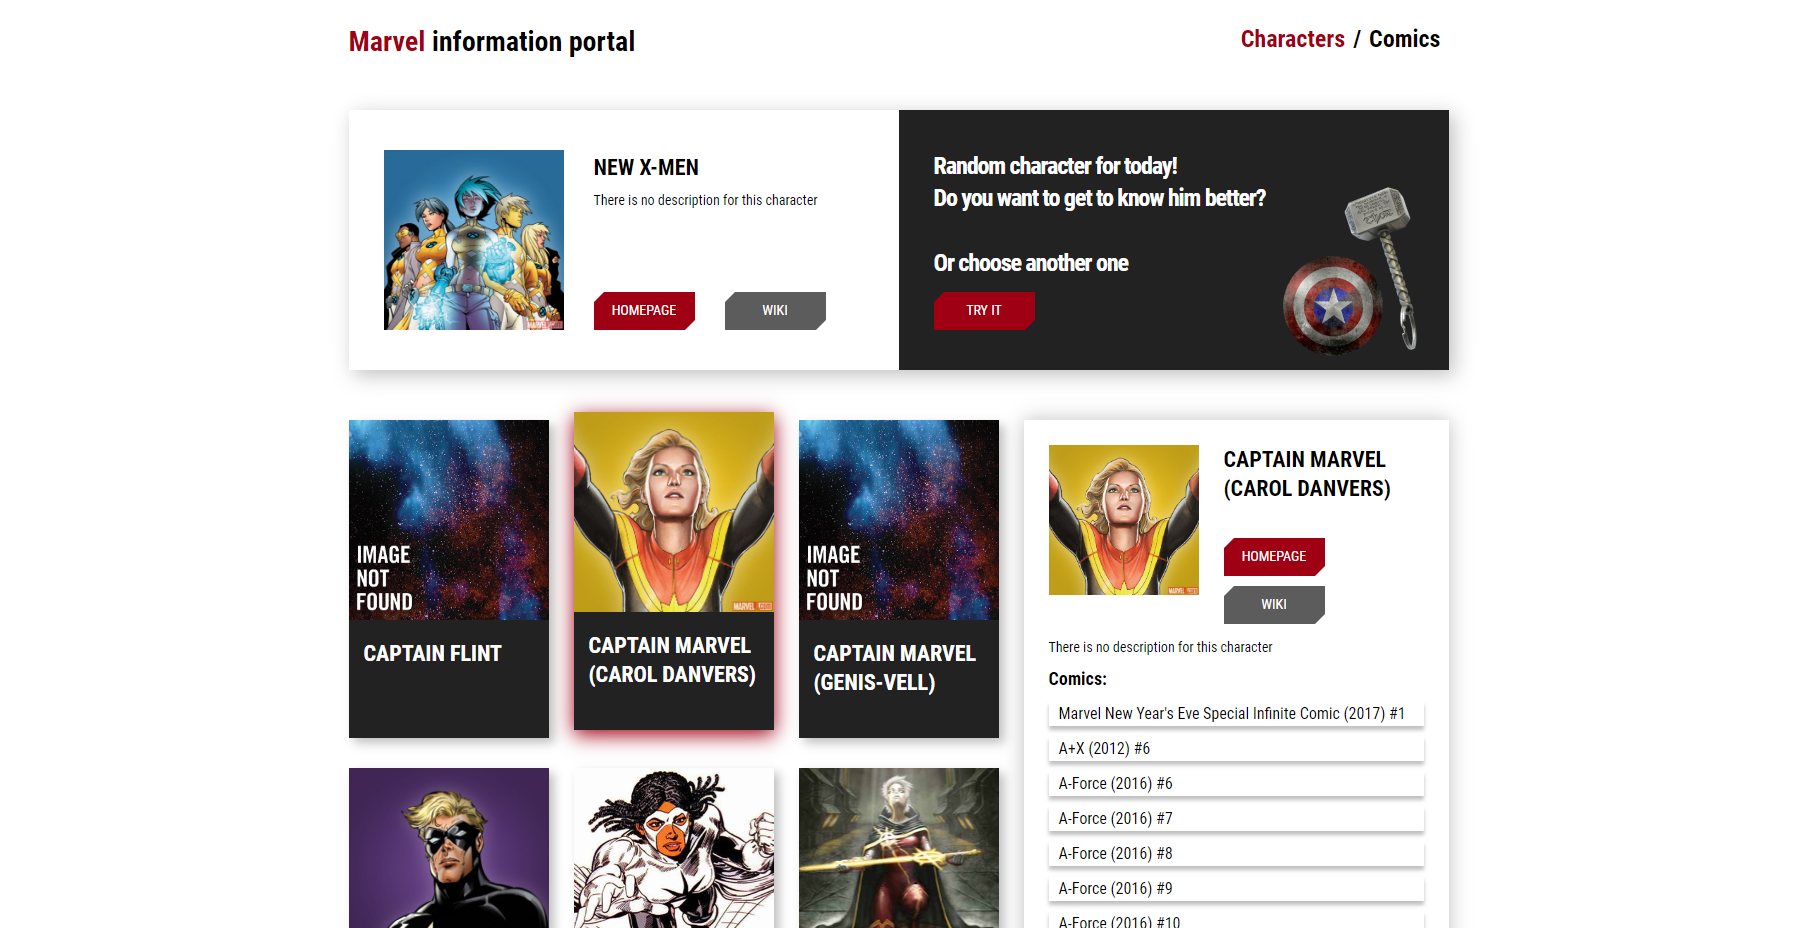 Marvel information portal
Characters / Comics
NEW X-MEN
There is no description for this character
HOMEPAGE
WIKI
Random character for today!
Do you want to get to know him better?
Or choose another one
TRY IT
IMAGE
NOT
FOUND
CAPTAIN FLINT
MARVEL
CAPTAIN MARVEL
(CAROL DANVERS)
IMAGE
NOT
FOUND
CAPTAIN MARVEL
(GENIS-VELL)
CAPTAIN MARVEL
(CAROL DANVERS)
HOMEPAGE
WIKI
There is no description for this character
Comics:
Marvel New Year's Eve Special Infinite Comic (2017) #1
A+X (2012) #6
A-Force (2016) #6
A-Force (2016) #7
A-Force (2016) #8
A-Force (2016) #9
A-Force (2016) #10